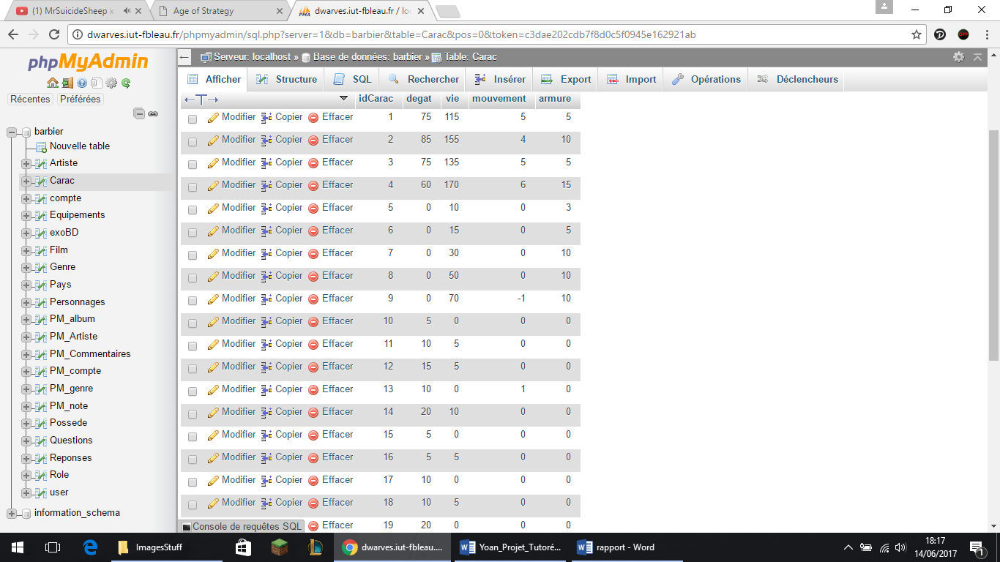 (1) MrSuicideSheep x
Age of Strategy
dwarves.iut-fbleau.fr / lo
dwarves.iut-fbleau.fr/phpmyadmin/sql.php?server=1&db=barbier&table=Carac&pos=0&token=c3dae202cdb7f8d0c5f0945e162921ab
phpMyAdmin
Récentes Préférées
barbier
Nouvelle table
Artiste
Carac
compte
Equipements
exoBD
Film
Genre
Pays
Personnages
PM_album
PM_Artiste
PM_Commentaires
PM_compte
PM_genre
PM_note
Possede
Questions
Reponses
Role
user
information_schema
Serveur: localhost » Base de données: barbier » Table: Carac
Afficher Structure SQL Rechercher Insérer Export Import Opérations Déclencheurs
idCarac degat vie mouvement armure
Modifier Copier Effacer 1 75 115 5 5
Modifier Copier Effacer 2 85 155 4 10
Modifier Copier Effacer 3 75 135 5 5
Modifier Copier Effacer 4 60 170 6 15
Modifier Copier Effacer 5 0 10 0 3
Modifier Copier Effacer 6 0 15 0 5
Modifier Copier Effacer 7 0 30 0 10
Modifier Copier Effacer 8 0 50 0 10
Modifier Copier Effacer 9 0 70 -1 10
Modifier Copier Effacer 10 5 0 0 0
Modifier Copier Effacer 11 10 5 0 0
Modifier Copier Effacer 12 15 5 0 0
Modifier Copier Effacer 13 10 0 1 0
Modifier Copier Effacer 14 20 10 0 0
Modifier Copier Effacer 15 5 0 0 0
Modifier Copier Effacer 16 5 5 0 0
Modifier Copier Effacer 17 10 0 0 0
Modifier Copier Effacer 18 10 5 0 0
Console de requêtes SQL Effacer 19 20 0 0 0
ImagesStuff
dwarves.iut-fbleau....
Yoan_Projet_Tutoré...
rapport - Word
18:17
14/06/2017
1